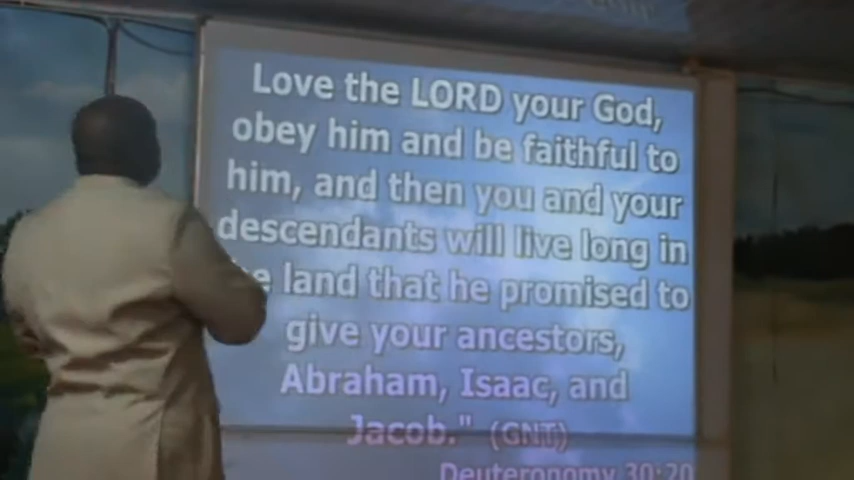 Love the LORD your God,
obey him and be faithful to
him, and then you and your
descendants will live long in
he land that he promised to
give your ancestors,
Abraham, Isaac, and
Jacob." (GNT)
Deuteronomy 30:20